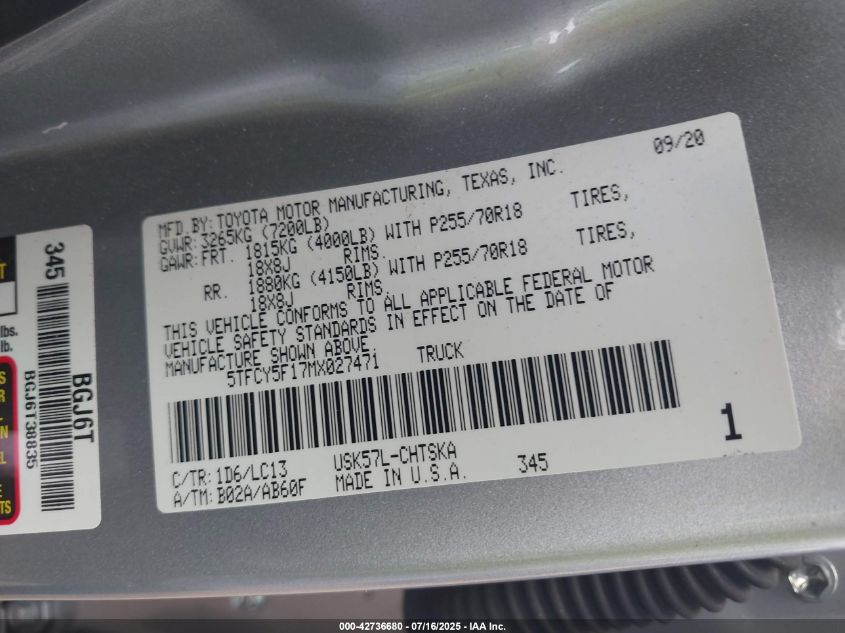 09/20
MFD.BY: TOYOTA MOTOR MANUFACTURING, TEXAS, INC.
GVWR: 3265KG (7200LB)
GAWR: FRT. 1815KG (4000LB) WITH P255/70R18 TIRES,
18X8J RIMS.
RR. 1880KG (4150LB) WITH P255/70R18 TIRES,
18X8J RIMS.
THIS VEHICLE CONFORMS TO ALL APPLICABLE FEDERAL MOTOR
VEHICLE SAFETY STANDARDS IN EFFECT ON THE DATE OF
MANUFACTURE SHOWN ABOVE.
5TFCY5F17MX027471 TRUCK
1
C/TR: 1D6/LC13 USK57L-CHTSKA 345
A/TM: B02A/AB60F MADE IN U.S.A.
345
BGJ6T38835
BGJ6T
lbs.
lb.
000-42736680 - 07/16/2025 - IAA Inc.